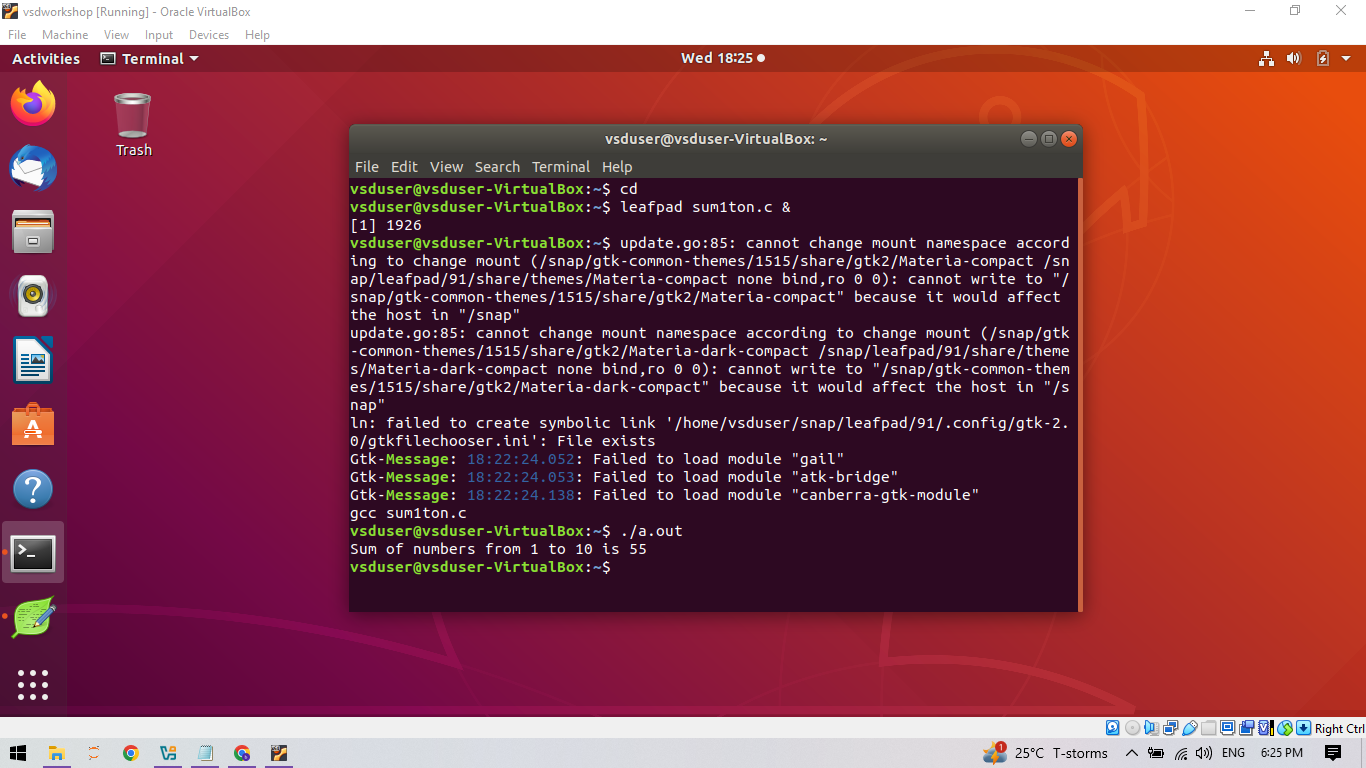 vsdworkshop [Running] - Oracle VirtualBox
File Machine View Input Devices Help
Activities Terminal Wed 18:25
Trash
vsduser@vsduser-VirtualBox: ~
File Edit View Search Terminal Help
vsduser@vsduser-VirtualBox:~$ cd
vsduser@vsduser-VirtualBox:~$ leafpad sum1ton.c &
[1] 1926
vsduser@vsduser-VirtualBox:~$ update.go:85: cannot change mount namespace accord
ing to change mount (/snap/gtk-common-themes/1515/share/gtk2/Materia-compact /sn
ap/leafpad/91/share/themes/Materia-compact none bind,ro 0 0): cannot write to "/
snap/gtk-common-themes/1515/share/gtk2/Materia-compact" because it would affect
the host in "/snap"
update.go:85: cannot change mount namespace according to change mount (/snap/gtk
-common-themes/1515/share/gtk2/Materia-dark-compact /snap/leafpad/91/share/theme
s/Materia-dark-compact none bind,ro 0 0): cannot write to "/snap/gtk-common-them
es/1515/share/gtk2/Materia-dark-compact" because it would affect the host in "/s
nap"
ln: failed to create symbolic link '/home/vsduser/snap/leafpad/91/.config/gtk-2.
0/gtkfilechooser.ini': File exists
Gtk-Message: 18:22:24.052: Failed to load module "gail"
Gtk-Message: 18:22:24.053: Failed to load module "atk-bridge"
Gtk-Message: 18:22:24.138: Failed to load module "canberra-gtk-module"
gcc sum1ton.c
vsduser@vsduser-VirtualBox:~$ ./a.out
Sum of numbers from 1 to 10 is 55
vsduser@vsduser-VirtualBox:~$
Right Ctrl
1 25°C T-storms ENG 6:25 PM